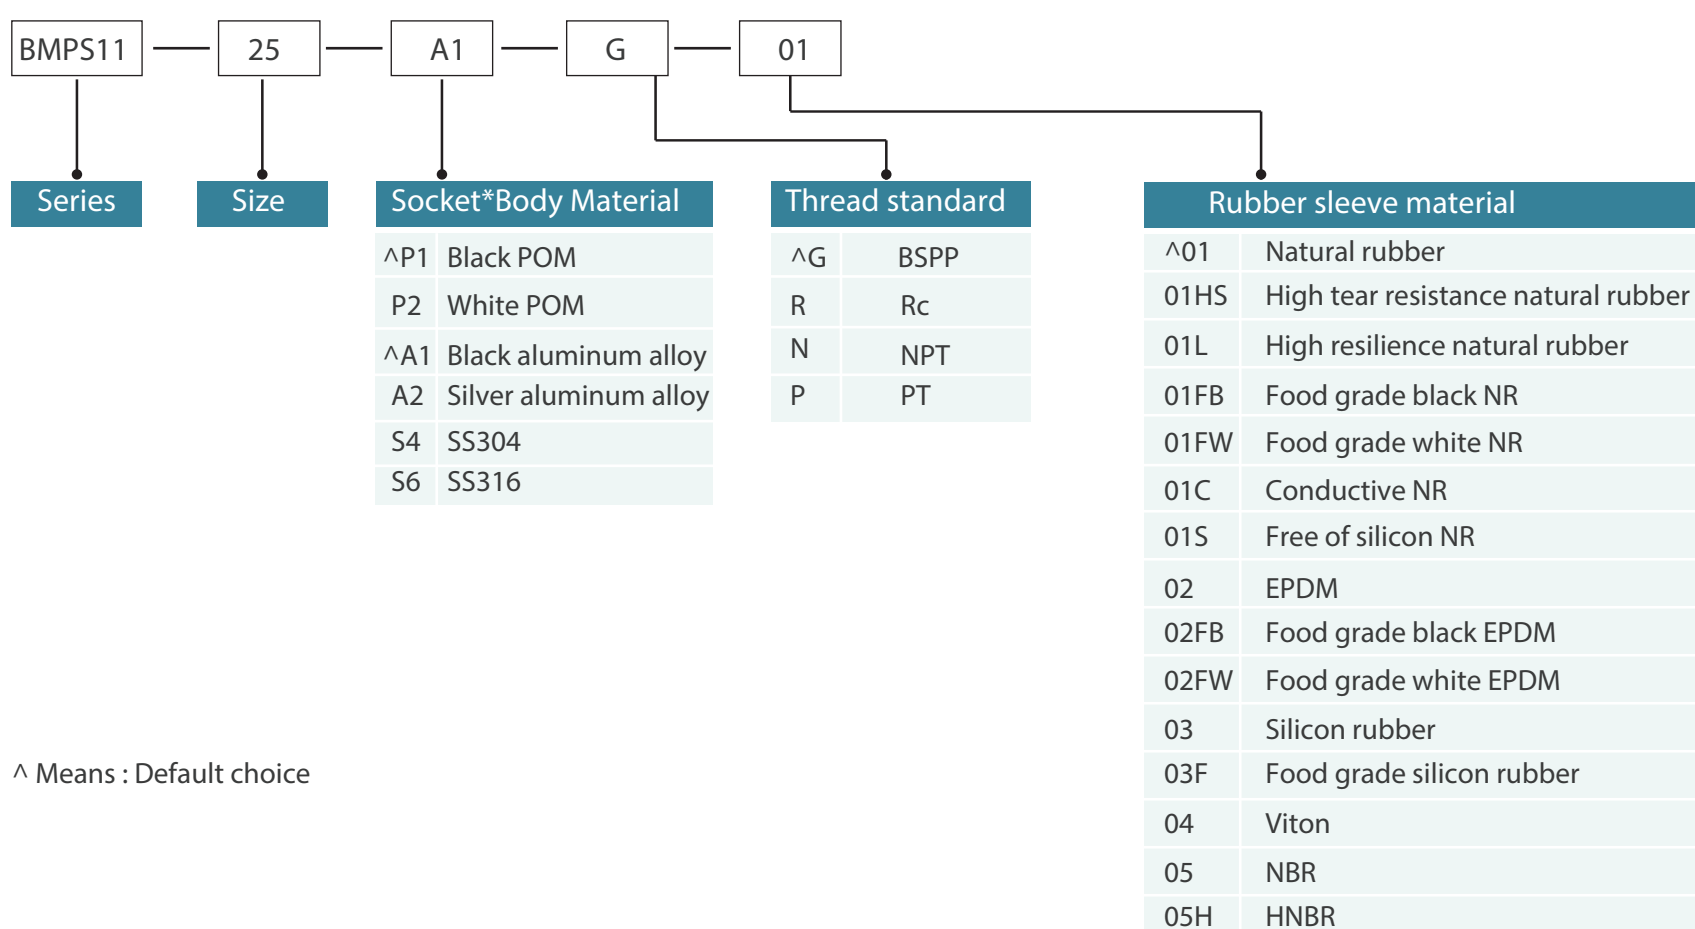 BMPS11 25 A1 G 01
Series
Size
Socket*Body Material
^P1 Black POM
P2 White POM
^A1 Black aluminum alloy
A2 Silver aluminum alloy
S4 SS304
S6 SS316
Thread standard
^G BSPP
R Rc
N NPT
P PT
Rubber sleeve material
^01 Natural rubber
01HS High tear resistance natural rubber
01L High resilience natural rubber
01FB Food grade black NR
01FW Food grade white NR
01C Conductive NR
01S Free of silicon NR
02 EPDM
02FB Food grade black EPDM
02FW Food grade white EPDM
03 Silicon rubber
03F Food grade silicon rubber
04 Viton
05 NBR
05H HNBR
^ Means : Default choice